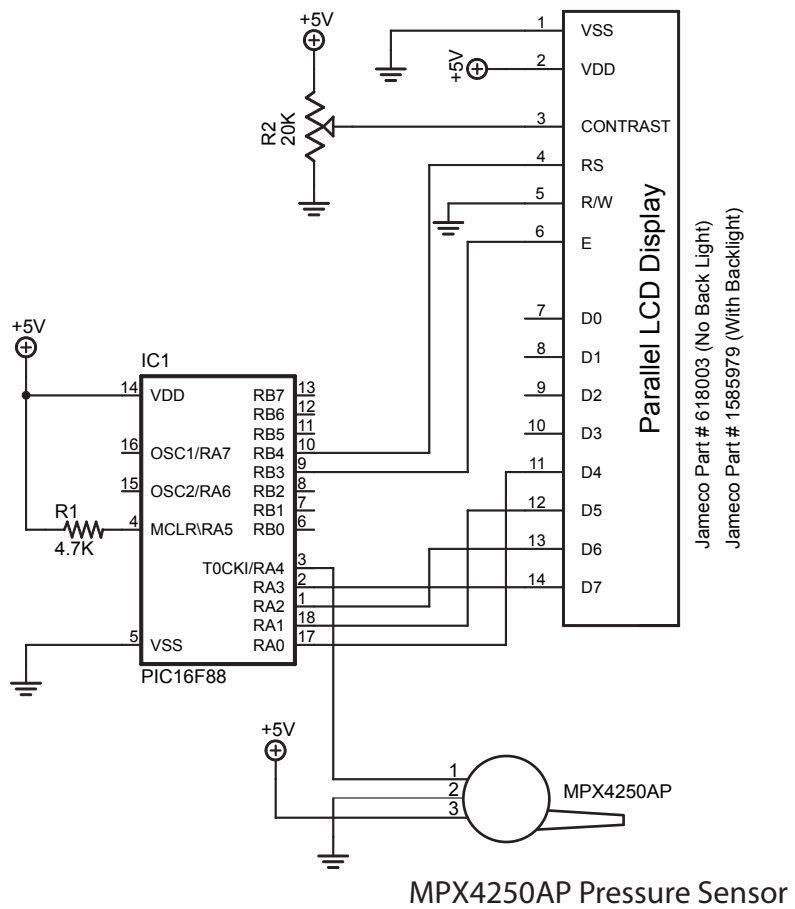 +5V
R2
20K
+5V
1 VSS
2 VDD
3 CONTRAST
4 RS
5 R/W
6 E
7 D0
8 D1
9 D2
10 D3
11 D4
12 D5
13 D6
14 D7
Parallel LCD Display
Jameco Part # 618003 (No Back Light)
Jameco Part # 1585979 (With Backlight)
+5V
IC1
14 VDD RB7 13
RB6 12
RB5 11
16 OSC1/RA7 RB4 10
RB3 9
15 OSC2/RA6 RB2 8
RB1 7
R1
4.7K
4 MCLR\RA5 RB0 6
T0CKI/RA4 3
RA3 2
RA2 1
RA1 18
5 VSS RA0 17
PIC16F88
+5V
1
2
3
MPX4250AP
MPX4250AP Pressure Sensor